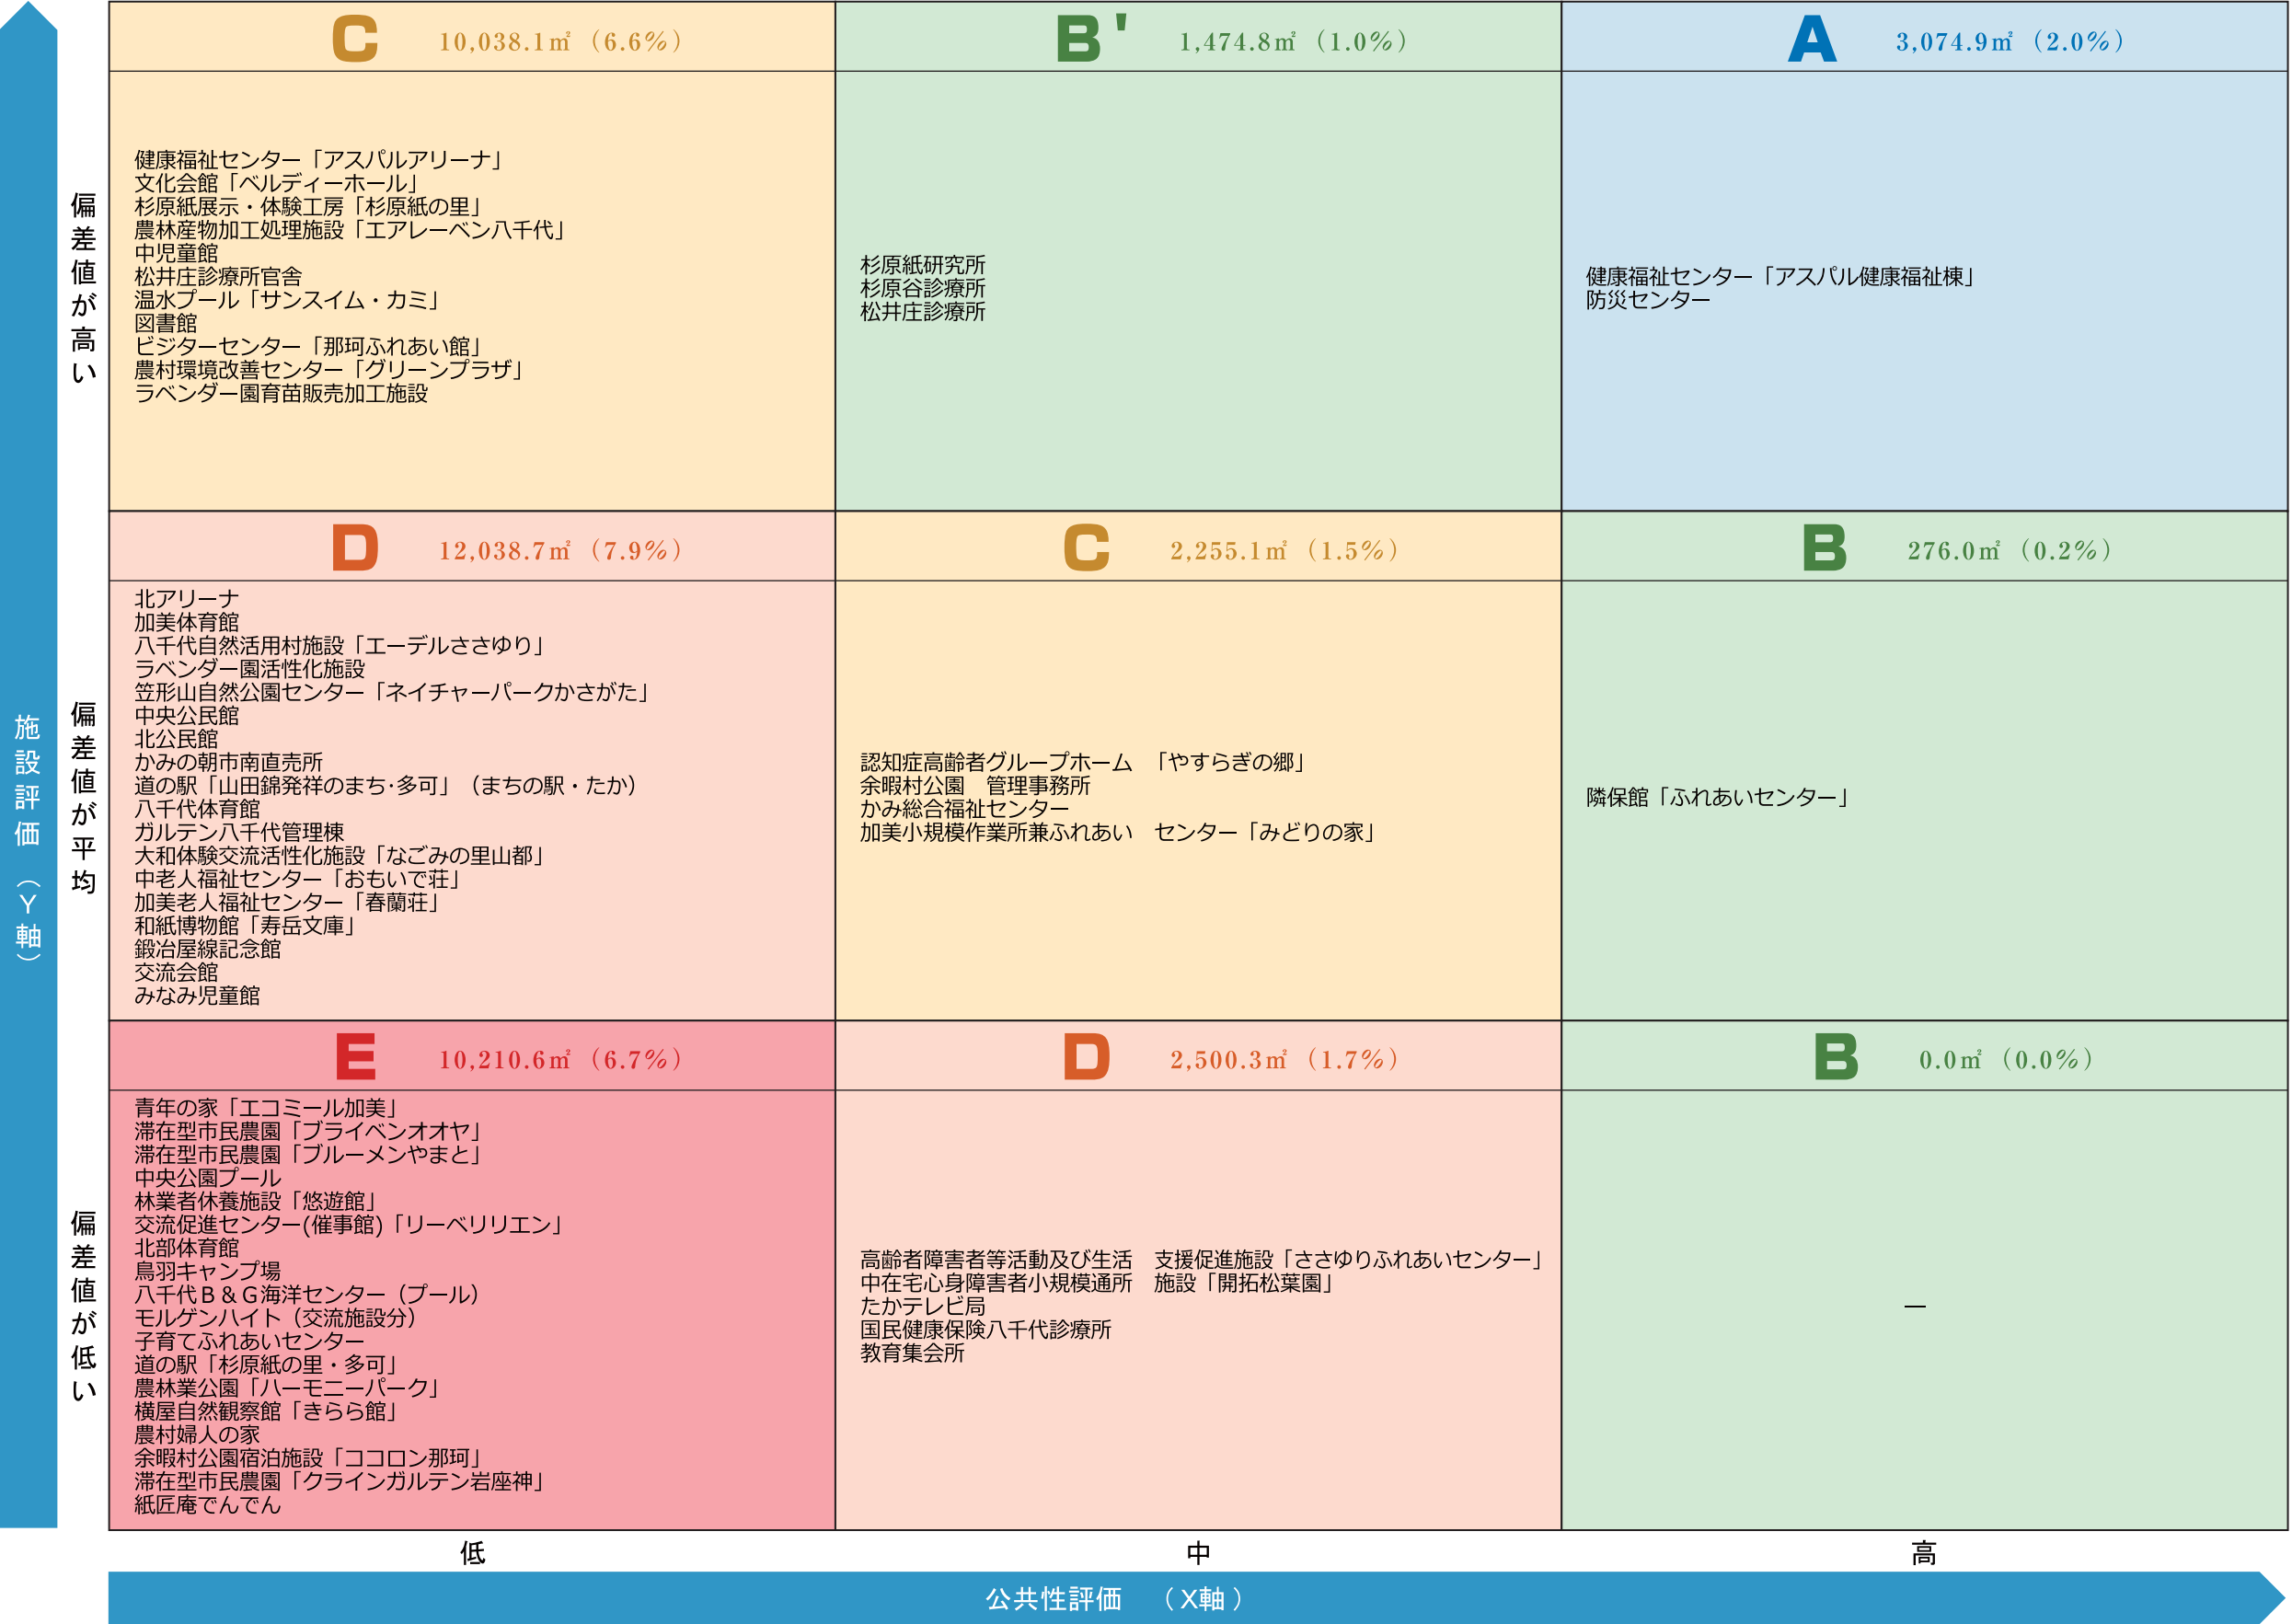 C 10,038.1㎡（6.6%）
健康福祉センター「アスパルアリーナ」
文化会館「ベルディーホール」
杉原紙展示・体験工房「杉原紙の里」
農林産物加工処理施設「エアレーベン八千代」
中児童館
松井庄診療所官舎
温水プール「サンスイム・カミ」
図書館
ビジターセンター「那珂ふれあい館」
農村環境改善センター「グリーンプラザ」
ラベンダー園育苗販売加工施設
B' 1,474.8㎡（1.0%）
杉原紙研究所
杉原谷診療所
松井庄診療所
A 3,074.9㎡（2.0%）
健康福祉センター「アスパル健康福祉棟」
防災センター
偏差値が高い
D 12,038.7㎡（7.9%）
北アリーナ
加美体育館
八千代自然活用村施設「エーデルささゆり」
ラベンダー園活性化施設
笠形山自然公園センター「ネイチャーパークかさがた」
中央公民館
北公民館
かみの朝市南直売所
道の駅「山田錦発祥のまち･多可」（まちの駅・たか）
八千代体育館
ガルテン八千代管理棟
大和体験交流活性化施設「なごみの里山都」
中老人福祉センター「おもいで荘」
加美老人福祉センター「春蘭荘」
和紙博物館「寿岳文庫」
鍛冶屋線記念館
交流会館
みなみ児童館
C 2,255.1㎡（1.5%）
認知症高齢者グループホーム　「やすらぎの郷」
余暇村公園　管理事務所
かみ総合福祉センター
加美小規模作業所兼ふれあい　センター「みどりの家」
B 276.0㎡（0.2%）
隣保館「ふれあいセンター」
偏差値が平均
施設評価（Y軸）
E 10,210.6㎡（6.7%）
青年の家「エコミール加美」
滞在型市民農園「ブライベンオオヤ」
滞在型市民農園「ブルーメンやまと」
中央公園プール
林業者休養施設「悠遊館」
交流促進センター(催事館)「リーベリリエン」
北部体育館
鳥羽キャンプ場
八千代Ｂ＆Ｇ海洋センター（プール）
モルゲンハイト（交流施設分）
子育てふれあいセンター
道の駅「杉原紙の里・多可」
農林業公園「ハーモニーパーク」
横屋自然観察館「きらら館」
農村婦人の家
余暇村公園宿泊施設「ココロン那珂」
滞在型市民農園「クラインガルテン岩座神」
紙匠庵でんでん
D 2,500.3㎡（1.7%）
高齢者障害者等活動及び生活　支援促進施設「ささゆりふれあいセンター」
中在宅心身障害者小規模通所　施設「開拓松葉園」
たかテレビ局
国民健康保険八千代診療所
教育集会所
B 0.0㎡（0.0%）
―
偏差値が低い
低 中 高
公共性評価　（X軸）